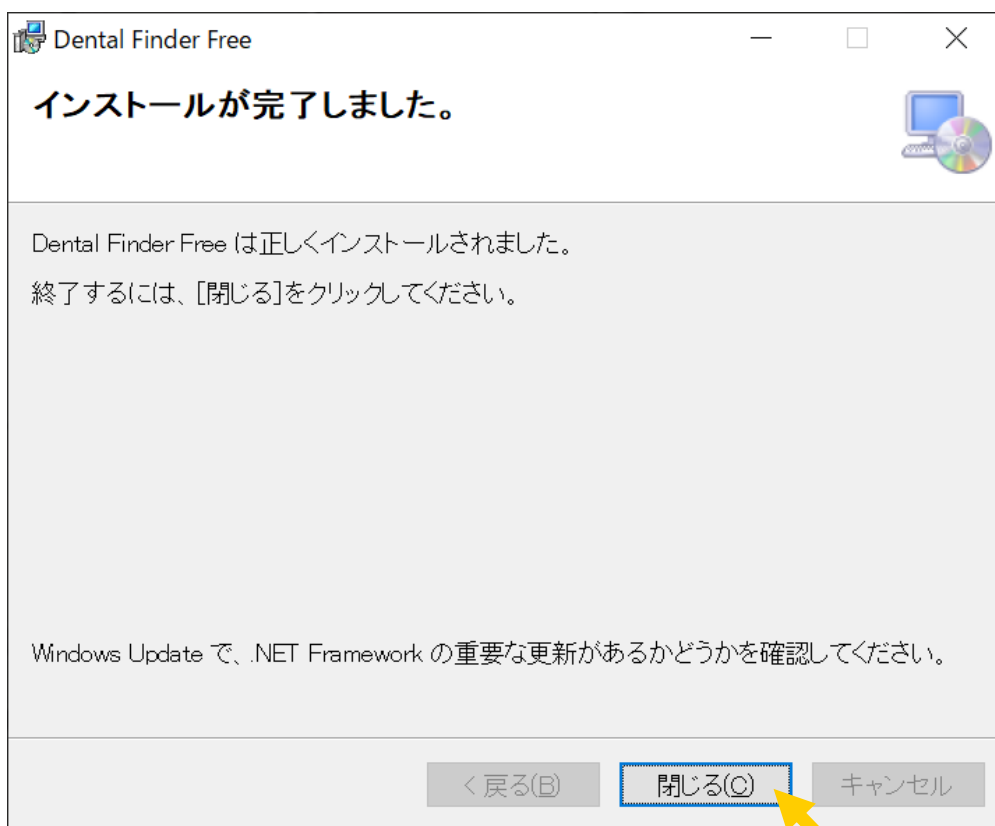 Dental Finder Free
インストールが完了しました。
Dental Finder Free は正しくインストールされました。
終了するには、[閉じる]をクリックしてください。
Windows Update で、.NET Framework の重要な更新があるかどうかを確認してください。
< 戻る(B)
閉じる(C)
キャンセル